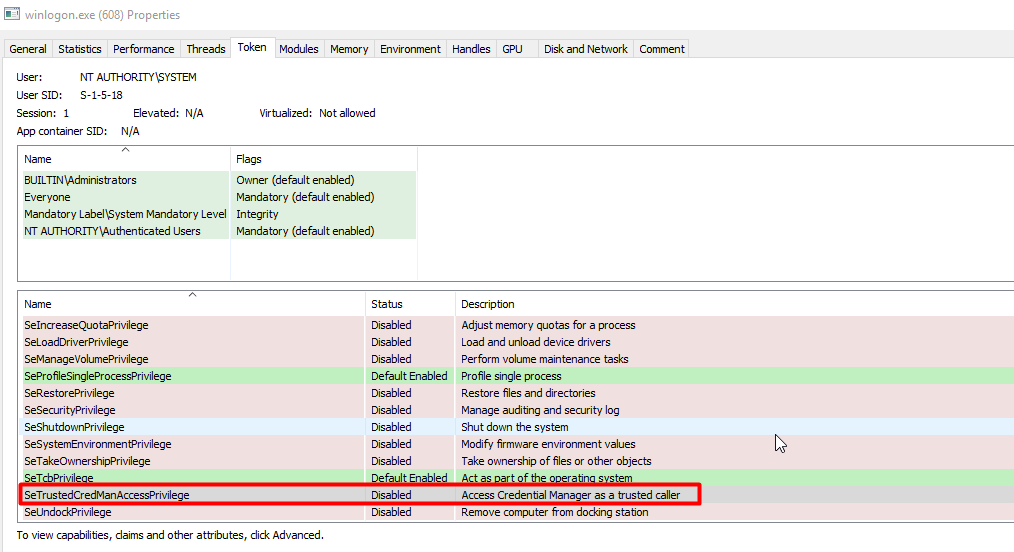 winlogon.exe (608) Properties
General Statistics Performance Threads Token Modules Memory Environment Handles GPU Disk and Network Comment
User: NT AUTHORITY\SYSTEM
User SID: S-1-5-18
Session: 1 Elevated: N/A Virtualized: Not allowed
App container SID: N/A
Name Flags
BUILTIN\Administrators Owner (default enabled)
Everyone Mandatory (default enabled)
Mandatory Label\System Mandatory Level Integrity
NT AUTHORITY\Authenticated Users Mandatory (default enabled)
Name Status Description
SeIncreaseQuotaPrivilege Disabled Adjust memory quotas for a process
SeLoadDriverPrivilege Disabled Load and unload device drivers
SeManageVolumePrivilege Disabled Perform volume maintenance tasks
SeProfileSingleProcessPrivilege Default Enabled Profile single process
SeRestorePrivilege Disabled Restore files and directories
SeSecurityPrivilege Disabled Manage auditing and security log
SeShutdownPrivilege Disabled Shut down the system
SeSystemEnvironmentPrivilege Disabled Modify firmware environment values
SeTakeOwnershipPrivilege Disabled Take ownership of files or other objects
SeTcbPrivilege Default Enabled Act as part of the operating system
SeTrustedCredManAccessPrivilege Disabled Access Credential Manager as a trusted caller
SeUndockPrivilege Disabled Remove computer from docking station
To view capabilities, claims and other attributes, click Advanced.